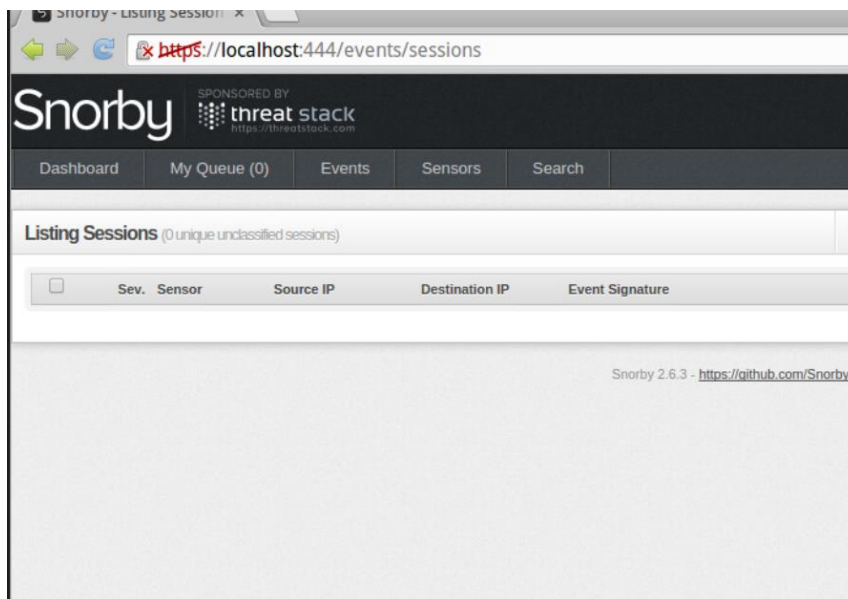 Snorby - Listing Session
https://localhost:444/events/sessions
Snorby
SPONSORED BY
threat stack
https://threatstack.com
Dashboard My Queue (0) Events Sensors Search
Listing Sessions (0 unique unclassified sessions)
Sev. Sensor Source IP Destination IP Event Signature
Snorby 2.6.3 - https://github.com/Snorby